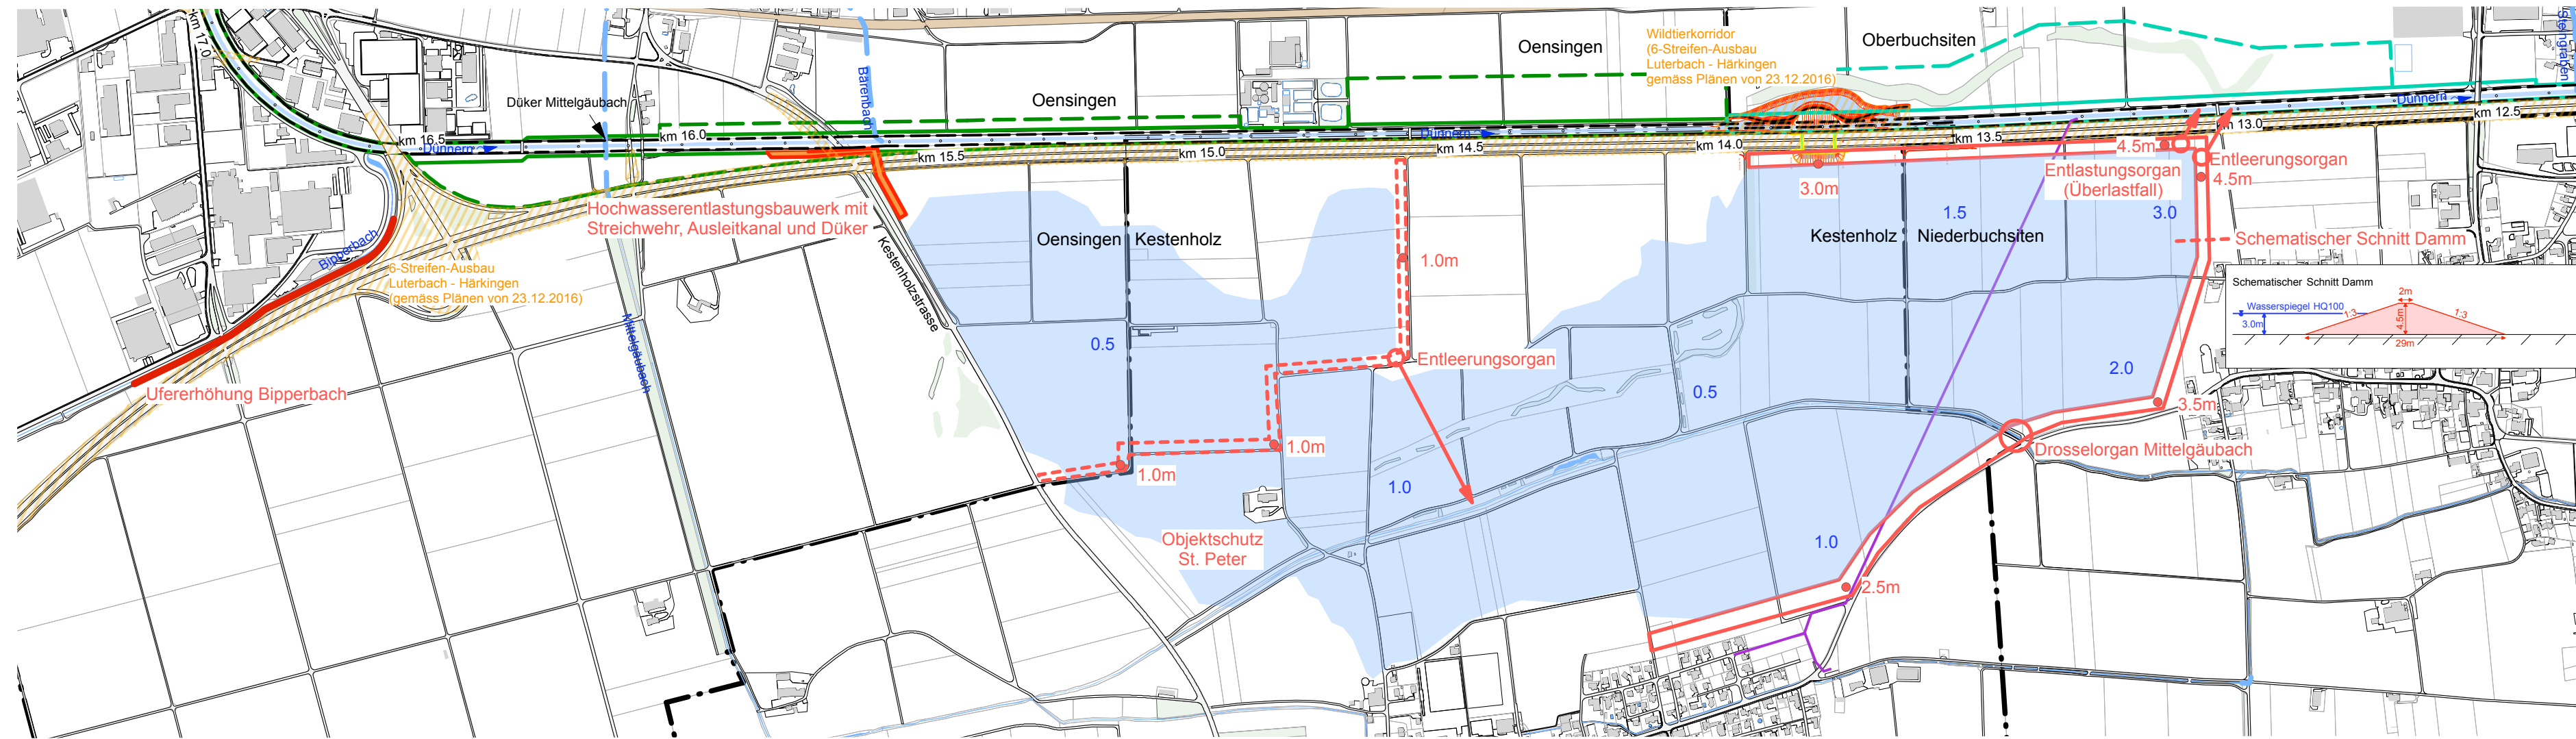 km 17.0
Düker Mittelgäubach
Bärenbach
Oensingen
Oensingen
Wildtierkorridor
(6-Streifen-Ausbau
Luterbach - Härkingen
gemäss Plänen von 23.12.2016)
Oberbuchsiten
Steingraben
km 16.5
Dünnern
km 16.0
km 15.5
km 15.0
Dünnern
km 14.5
km 14.0
km 13.5
km 13.0
Dünnern
km 12.5
4.5m
Entleerungsorgan
4.5m
Entlastungsorgan
(Überlastfall)
3.0m
Hochwasserentlastungsbauwerk mit
Streichwehr, Ausleitkanal und Düker
Bipperbach
6-Streifen-Ausbau
Luterbach - Härkingen
(gemäss Plänen von 23.12.2016)
Kestenholzstrasse
Mittelgäubach
Oensingen
Kestenholz
1.0m
Kestenholz
Niederbuchsiten
1.5
3.0
Schematischer Schnitt Damm
Schematischer Schnitt Damm
2m
Wasserspiegel HQ100
3.0m
1:3
4.5m
1:3
29m
0.5
Entleerungsorgan
0.5
2.0
3.5m
Ufererhöhung Bipperbach
1.0m
1.0m
1.0
Drosselorgan Mittelgäubach
Objektschutz
St. Peter
1.0
2.5m